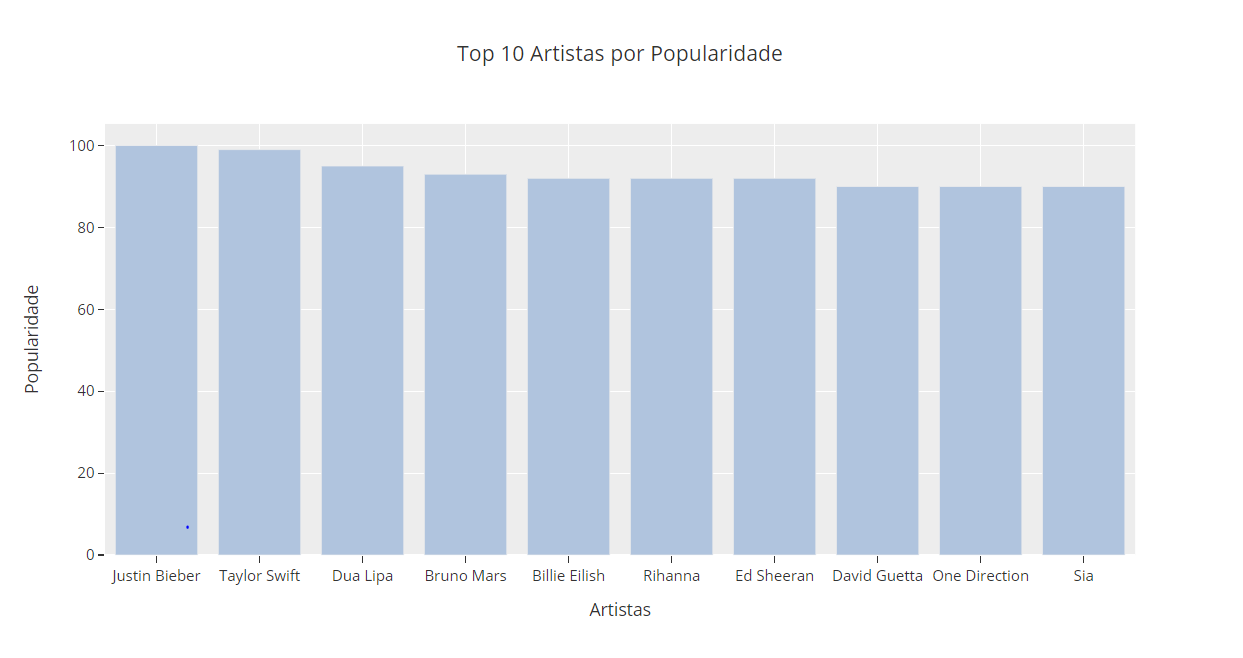 Top 10 Artistas por Popularidade
Popularidade
100
80
60
40
20
0
Justin Bieber Taylor Swift Dua Lipa Bruno Mars Billie Eilish Rihanna Ed Sheeran David Guetta One Direction Sia
Artistas